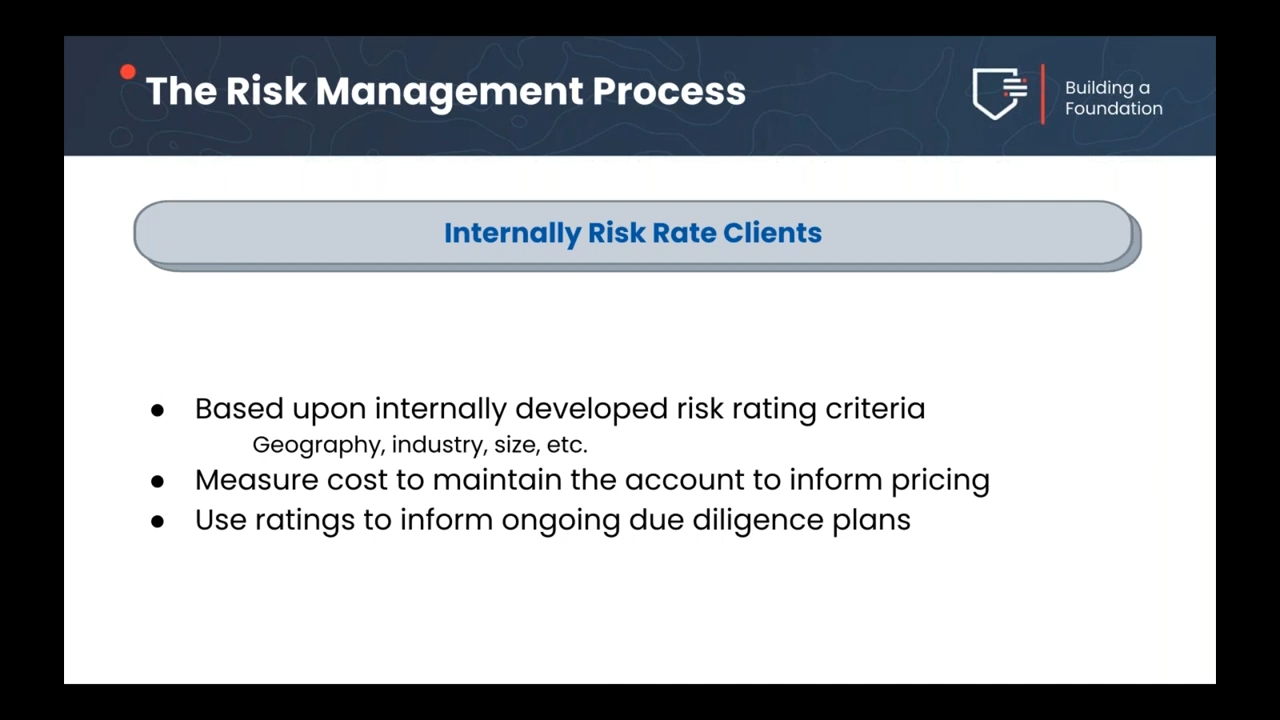 The Risk Management Process
Building a
Foundation
Internally Risk Rate Clients
● Based upon internally developed risk rating criteria
Geography, industry, size, etc.
● Measure cost to maintain the account to inform pricing
● Use ratings to inform ongoing due diligence plans